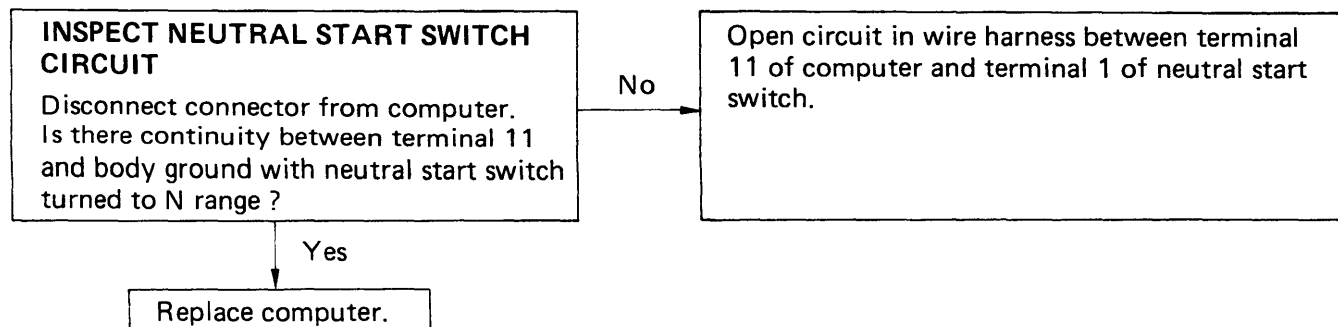 INSPECT NEUTRAL START SWITCH
CIRCUIT
Disconnect connector from computer.
Is there continuity between terminal 11
and body ground with neutral start switch
turned to N range ?
No
Open circuit in wire harness between terminal
11 of computer and terminal 1 of neutral start
switch.
Yes
Replace computer.